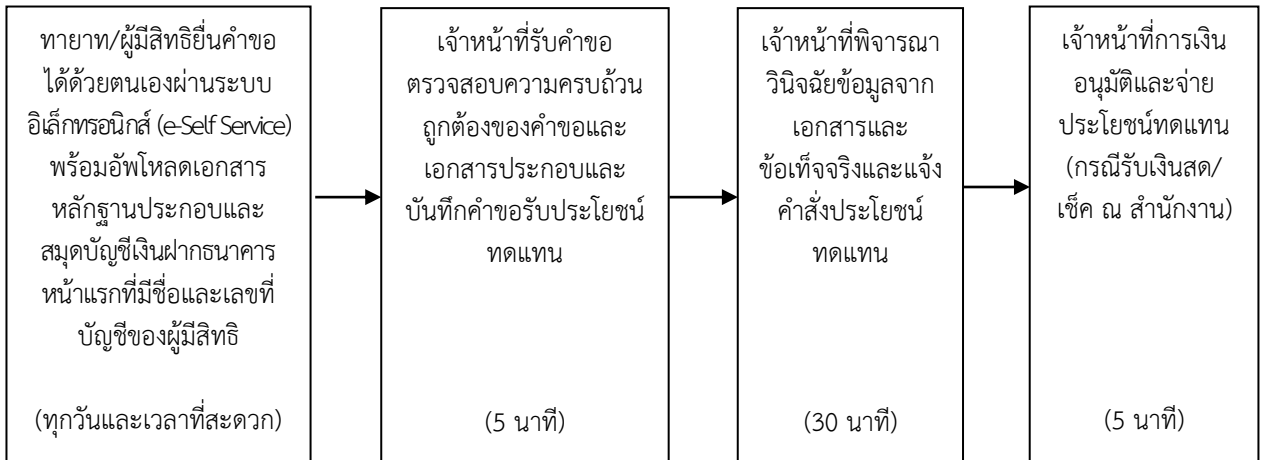 ทายาท/ผู้มีสิทธิยื่นคำขอ
ได้ด้วยตนเองผ่านระบบ
อิเล็กทรอนิกส์ (e-Self Service)
พร้อมอัพโหลดเอกสาร
หลักฐานประกอบและ
สมุดบัญชีเงินฝากธนาคาร
หน้าแรกที่มีชื่อและเลขที่
บัญชีของผู้มีสิทธิ
(ทุกวันและเวลาที่สะดวก)
เจ้าหน้าที่รับคำขอ
ตรวจสอบความครบถ้วน
ถูกต้องของคำขอและ
เอกสารประกอบและ
บันทึกคำขอรับประโยชน์
ทดแทน
(5 นาที)
เจ้าหน้าที่พิจารณา
วินิจฉัยข้อมูลจาก
เอกสารและ
ข้อเท็จจริงและแจ้ง
คำสั่งประโยชน์
ทดแทน
(30 นาที)
เจ้าหน้าที่การเงิน
อนุมัติและจ่าย
ประโยชน์ทดแทน
(กรณีรับเงินสด/
เช็ค ณ สำนักงาน)
(5 นาที)